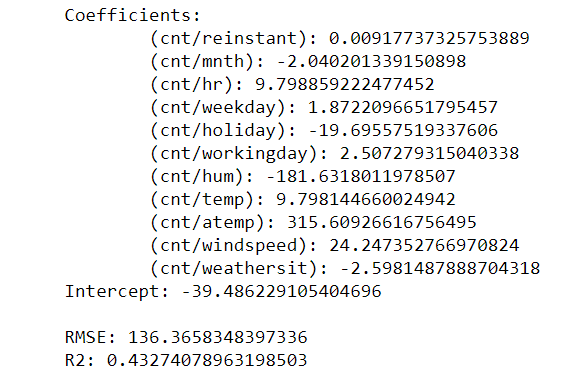 Coefficients:
(cnt/reinstant): 0.00917737325753889
(cnt/mnth): -2.040201339150898
(cnt/hr): 9.798859222477452
(cnt/weekday): 1.8722096651795457
(cnt/holiday): -19.69557519337606
(cnt/workingday): 2.507279315040338
(cnt/hum): -181.6318011978507
(cnt/temp): 9.798144660024942
(cnt/atemp): 315.60926616756495
(cnt/windspeed): 24.247352766970824
(cnt/weathersit): -2.5981487888704318
Intercept: -39.486229105404696
RMSE: 136.3658348397336
R2: 0.43274078963198503